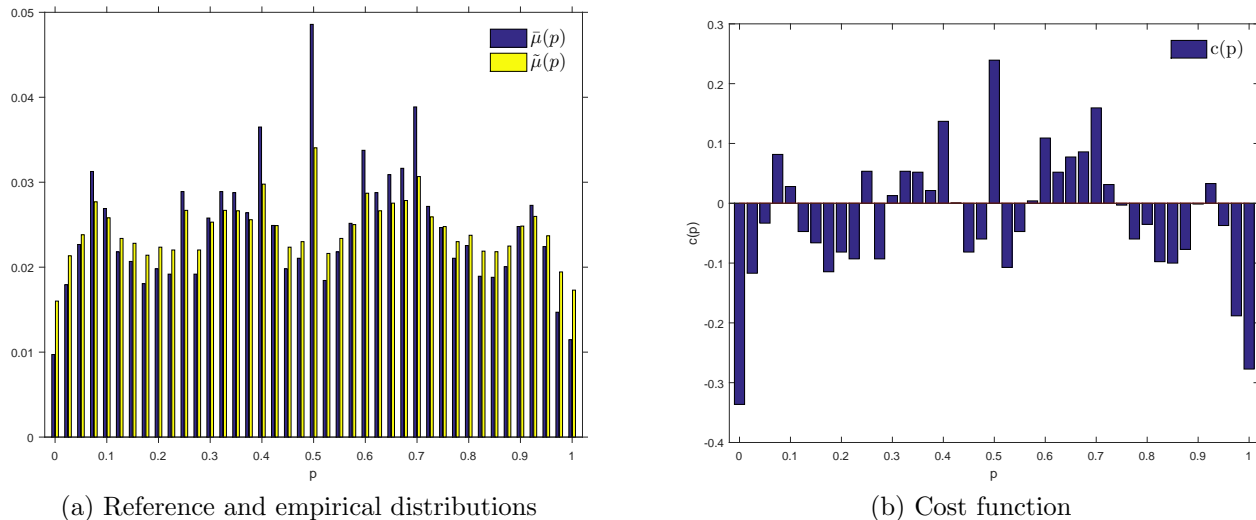 0.05
0.04
0.03
0.02
0.01
0
μ̄(p)
μ̃(p)
0 0.1 0.2 0.3 0.4 0.5 0.6 0.7 0.8 0.9 1
p
(a) Reference and empirical distributions
0.3
0.2
0.1
0
-0.1
-0.2
-0.3
-0.4
c(p)
c(p)
0 0.1 0.2 0.3 0.4 0.5 0.6 0.7 0.8 0.9 1
p
(b) Cost function